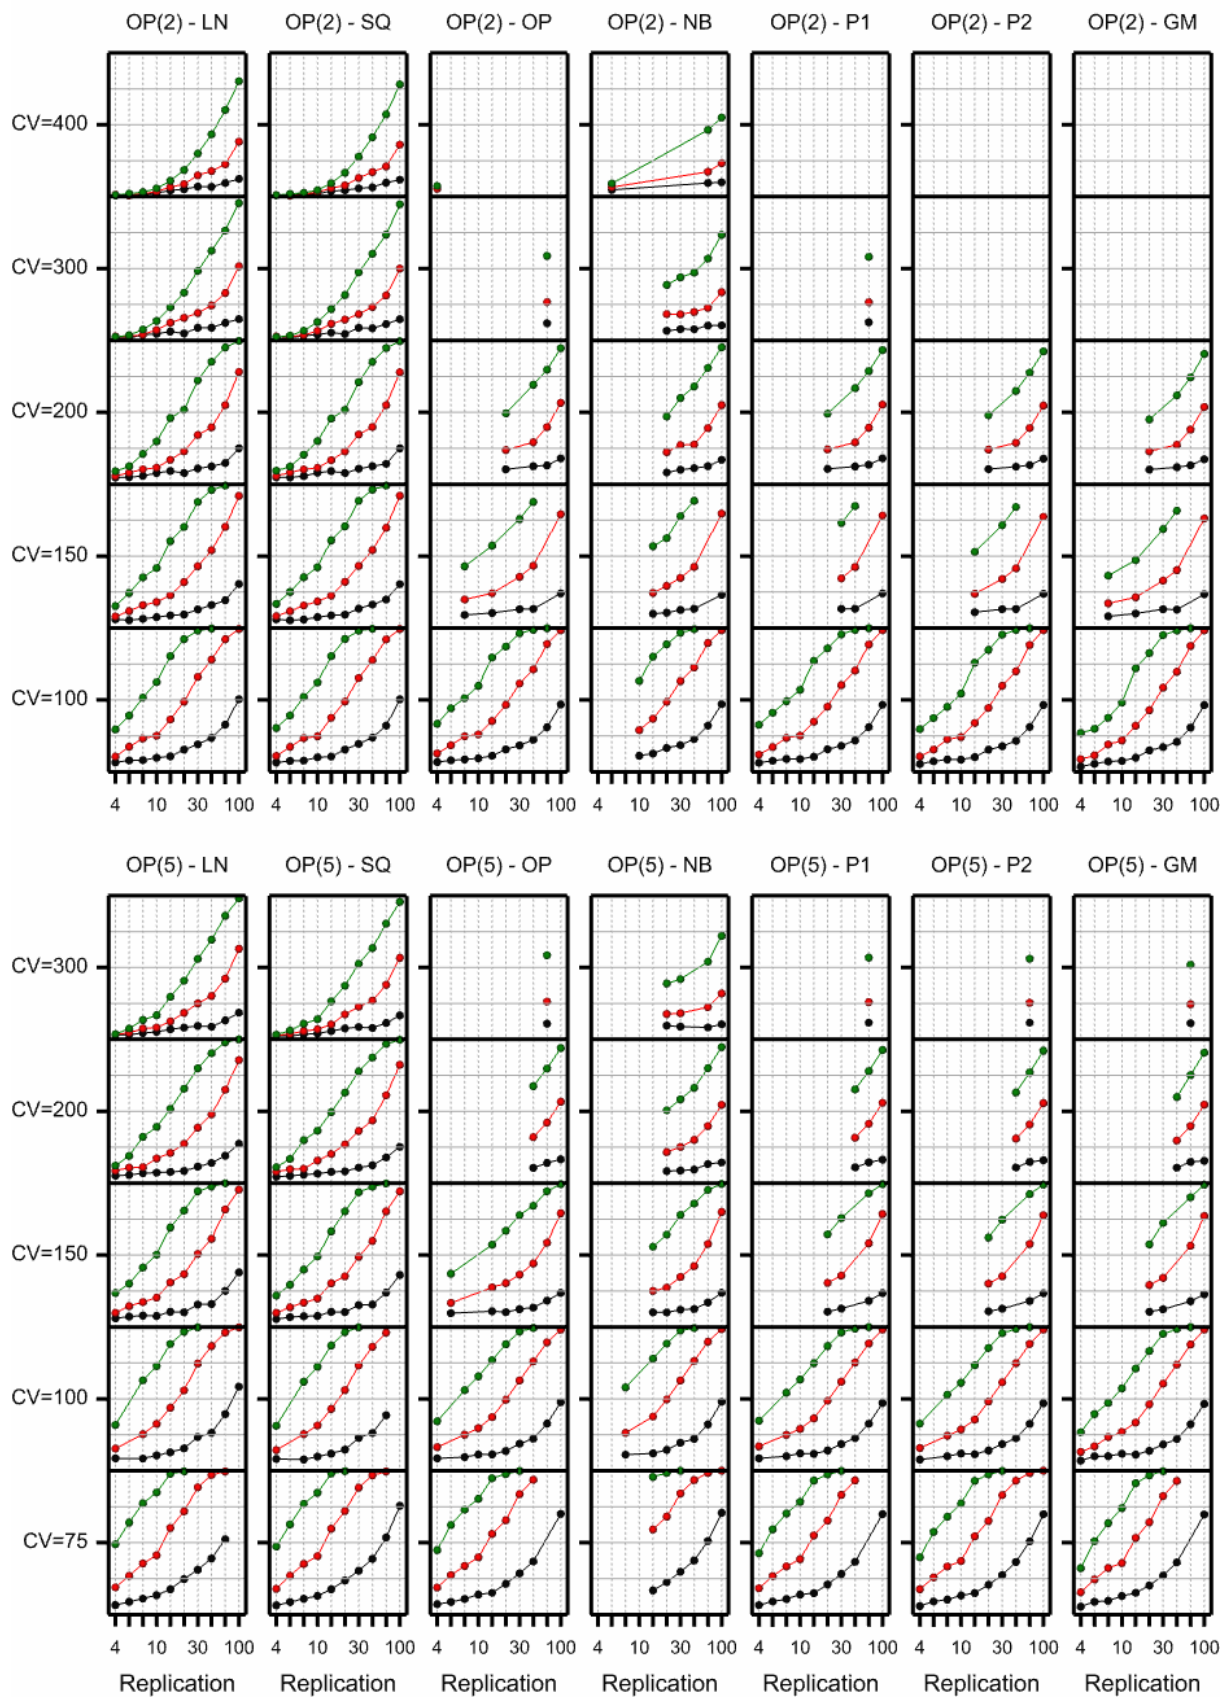 OP(2) - LN OP(2) - SQ OP(2) - OP OP(2) - NB OP(2) - P1 OP(2) - P2 OP(2) - GM
CV=400
CV=300
CV=200
CV=150
CV=100
4 10 30 100 4 10 30 100 4 10 30 100 4 10 30 100 4 10 30 100 4 10 30 100 4 10 30 100
OP(5) - LN OP(5) - SQ OP(5) - OP OP(5) - NB OP(5) - P1 OP(5) - P2 OP(5) - GM
CV=300
CV=200
CV=150
CV=100
CV=75
4 10 30 100 4 10 30 100 4 10 30 100 4 10 30 100 4 10 30 100 4 10 30 100 4 10 30 100
Replication Replication Replication Replication Replication Replication Replication